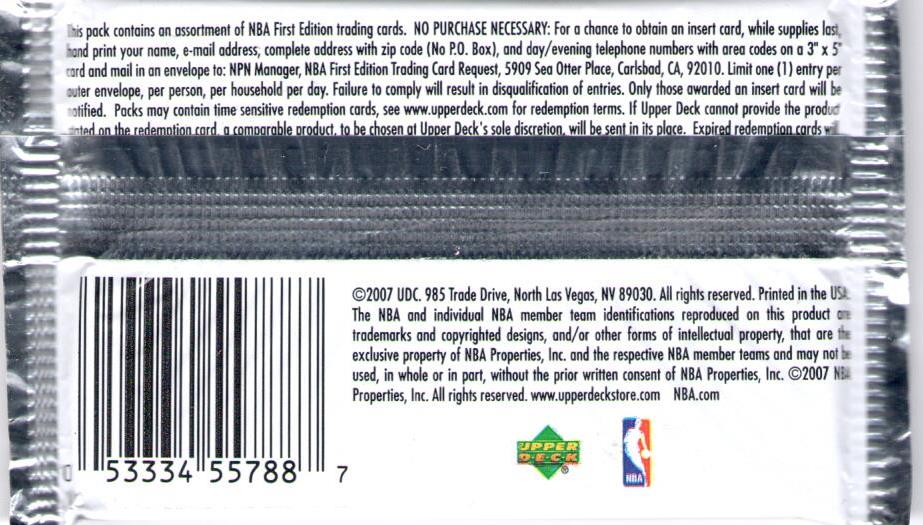 This pack contains an assortment of NBA First Edition trading cards. NO PURCHASE NECESSARY: For a chance to obtain an insert card, while supplies last,
hand print your name, e-mail address, complete address with zip code (No P.O. Box), and day/evening telephone numbers with area codes on a 3" x 5"
card and mail in an envelope to: NPN Manager, NBA First Edition Trading Card Request, 5909 Sea Otter Place, Carlsbad, CA, 92010. Limit one (1) entry per
outer envelope, per person, per household per day. Failure to comply will result in disqualification of entries. Only those awarded an insert card will be
notified. Packs may contain time sensitive redemption cards, see www.upperdeck.com for redemption terms. If Upper Deck cannot provide the product
stated on the redemption card, a comparable product, to be chosen at Upper Deck's sole discretion, will be sent in its place. Expired redemption cards will
©2007 UDC. 985 Trade Drive, North Las Vegas, NV 89030. All rights reserved. Printed in the USA.
The NBA and individual NBA member team identifications reproduced on this product are
trademarks and copyrighted designs, and/or other forms of intellectual property, that are the
exclusive property of NBA Properties, Inc. and the respective NBA member teams and may not be
used, in whole or in part, without the prior written consent of NBA Properties, Inc. ©2007 NBA
Properties, Inc. All rights reserved. www.upperdeckstore.com NBA.com
0 53334 55788 7
UPPER
D·E·C·K
®
NBA